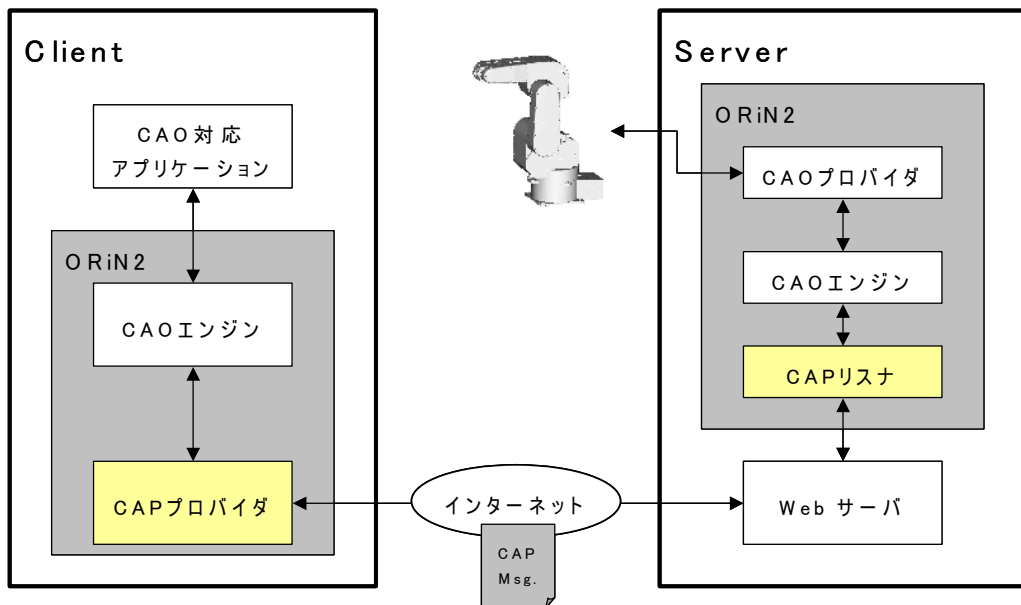 Client
CAO対応
アプリケーション
ORiN2
CAOエンジン
CAPプロバイダ
インターネット
CAP
Msg.
Server
ORiN2
CAOプロバイダ
CAOエンジン
CAPリスナ
Web サーバ